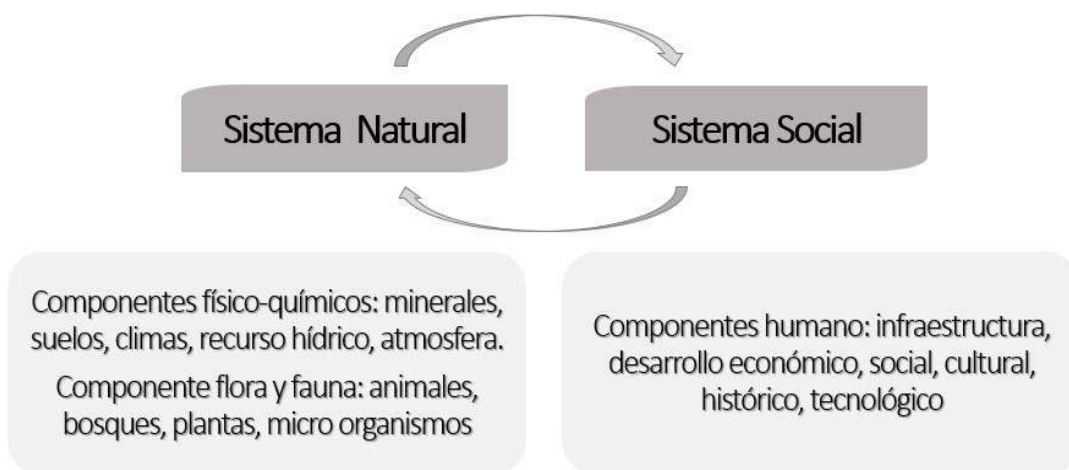 Sistema Natural
Sistema Social
Componentes físico-químicos: minerales,
suelos, climas, recurso hídrico, atmosfera.
Componente flora y fauna: animales,
bosques, plantas, micro organismos
Componentes humano: infraestructura,
desarrollo económico, social, cultural,
histórico, tecnológico